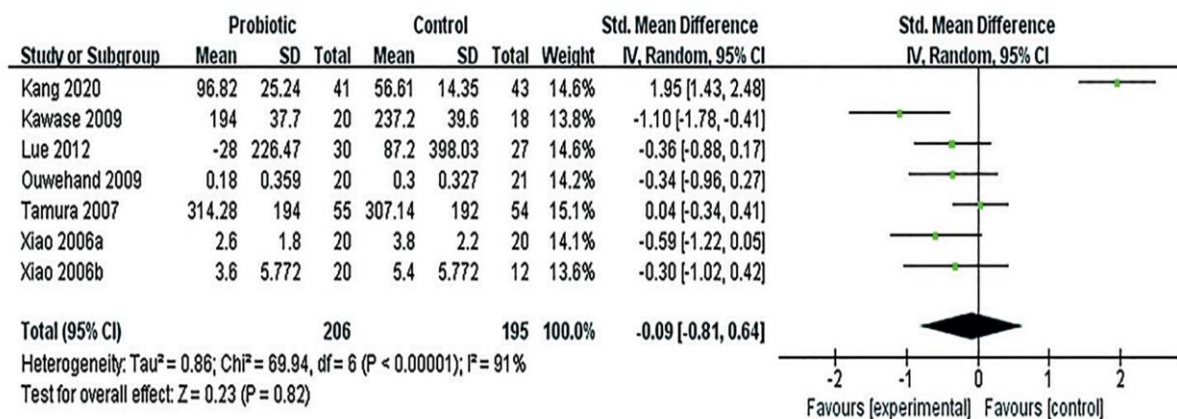 Probiotic Control Std. Mean Difference Std. Mean Difference
Study or Subgroup Mean SD Total Mean SD Total Weight IV, Random, 95% CI IV, Random, 95% CI
Kang 2020 96.82 25.24 41 56.61 14.35 43 14.6% 1.95 [1.43, 2.48]
Kawase 2009 194 37.7 20 237.2 39.6 18 13.8% -1.10 [-1.78, -0.41]
Lue 2012 -28 226.47 30 87.2 398.03 27 14.6% -0.36 [-0.88, 0.17]
Ouwehand 2009 0.18 0.359 20 0.3 0.327 21 14.2% -0.34 [-0.96, 0.27]
Tamura 2007 314.28 194 55 307.14 192 54 15.1% 0.04 [-0.34, 0.41]
Xiao 2006a 2.6 1.8 20 3.8 2.2 20 14.1% -0.59 [-1.22, 0.05]
Xiao 2006b 3.6 5.772 20 5.4 5.772 12 13.6% -0.30 [-1.02, 0.42]
Total (95% CI) 206 195 100.0% -0.09 [-0.81, 0.64]
Heterogeneity: Tau² = 0.86; Chi² = 69.94, df = 6 (P < 0.00001); I² = 91%
Test for overall effect: Z = 0.23 (P = 0.82)
-2 -1 0 1 2
Favours [experimental] Favours [control]